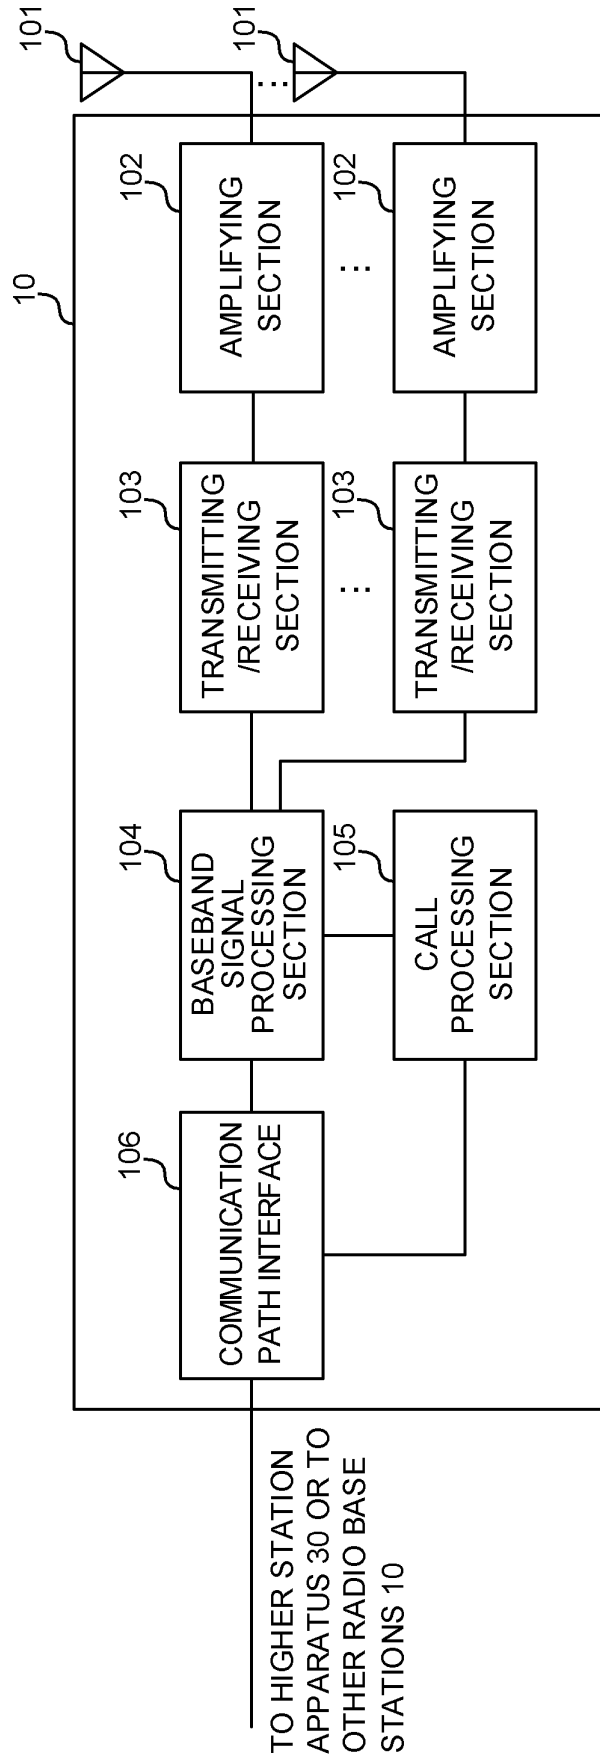 10
101
101
102
AMPLIFYING
SECTION
102
AMPLIFYING
SECTION
103
TRANSMITTING
/RECEIVING
SECTION
103
TRANSMITTING
/RECEIVING
SECTION
...
...
...
104
BASEBAND
SIGNAL
PROCESSING
SECTION
105
CALL
PROCESSING
SECTION
106
COMMUNICATION
PATH INTERFACE
TO HIGHER STATION
APPARATUS 30 OR TO
OTHER RADIO BASE
STATIONS 10